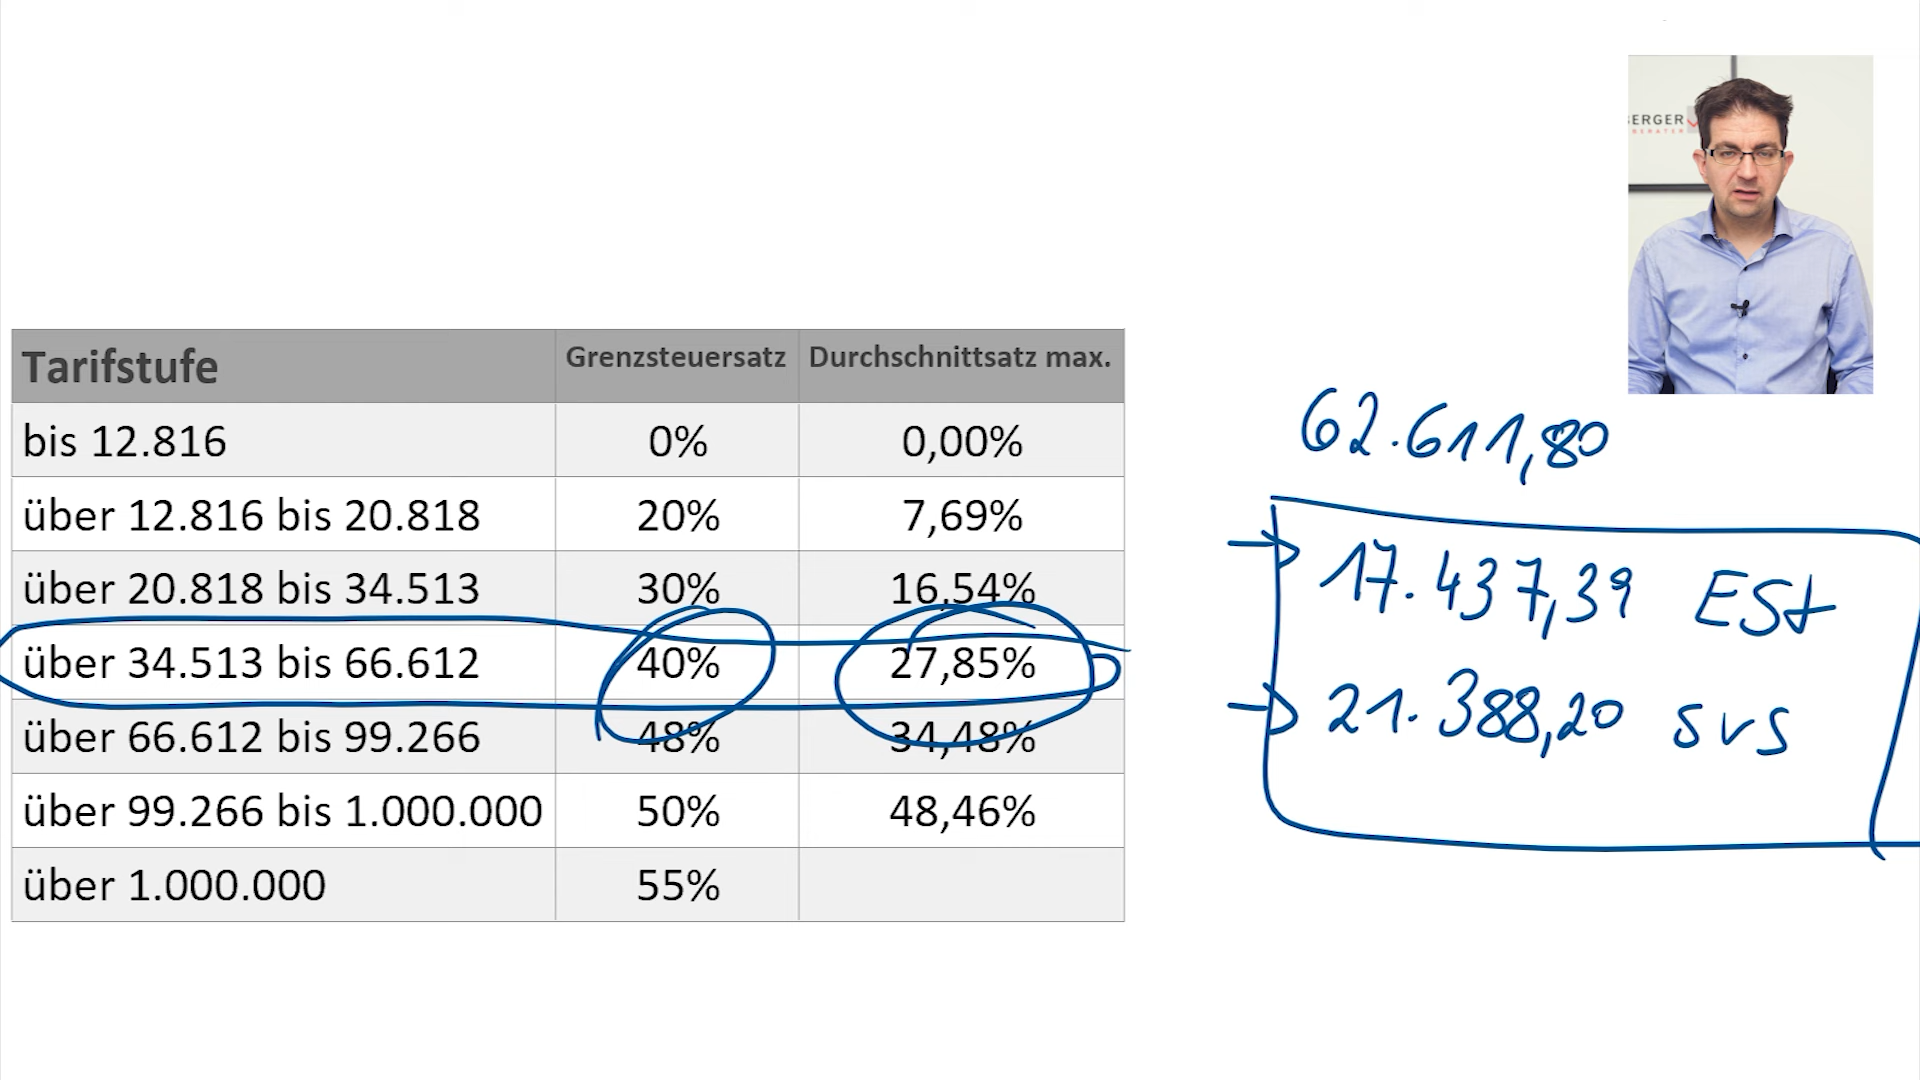 ERGER
BERATER
Tarifstufe Grenzsteuersatz Durchschnittsatz max.
bis 12.816 0% 0,00%
über 12.816 bis 20.818 20% 7,69%
über 20.818 bis 34.513 30% 16,54%
über 34.513 bis 66.612 40% 27,85%
über 66.612 bis 99.266 48% 34,48%
über 99.266 bis 1.000.000 50% 48,46%
über 1.000.000 55%
62.611,80
17.437,39 ESt
21.388,20 SVS